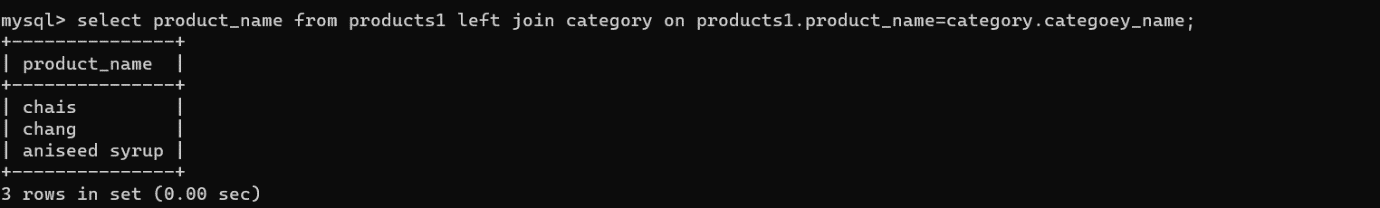 mysql> select product_name from products1 left join category on products1.product_name=category.categoey_name;
+---------------+
| product_name  |
+---------------+
| chais         |
| chang         |
| aniseed syrup |
+---------------+
3 rows in set (0.00 sec)